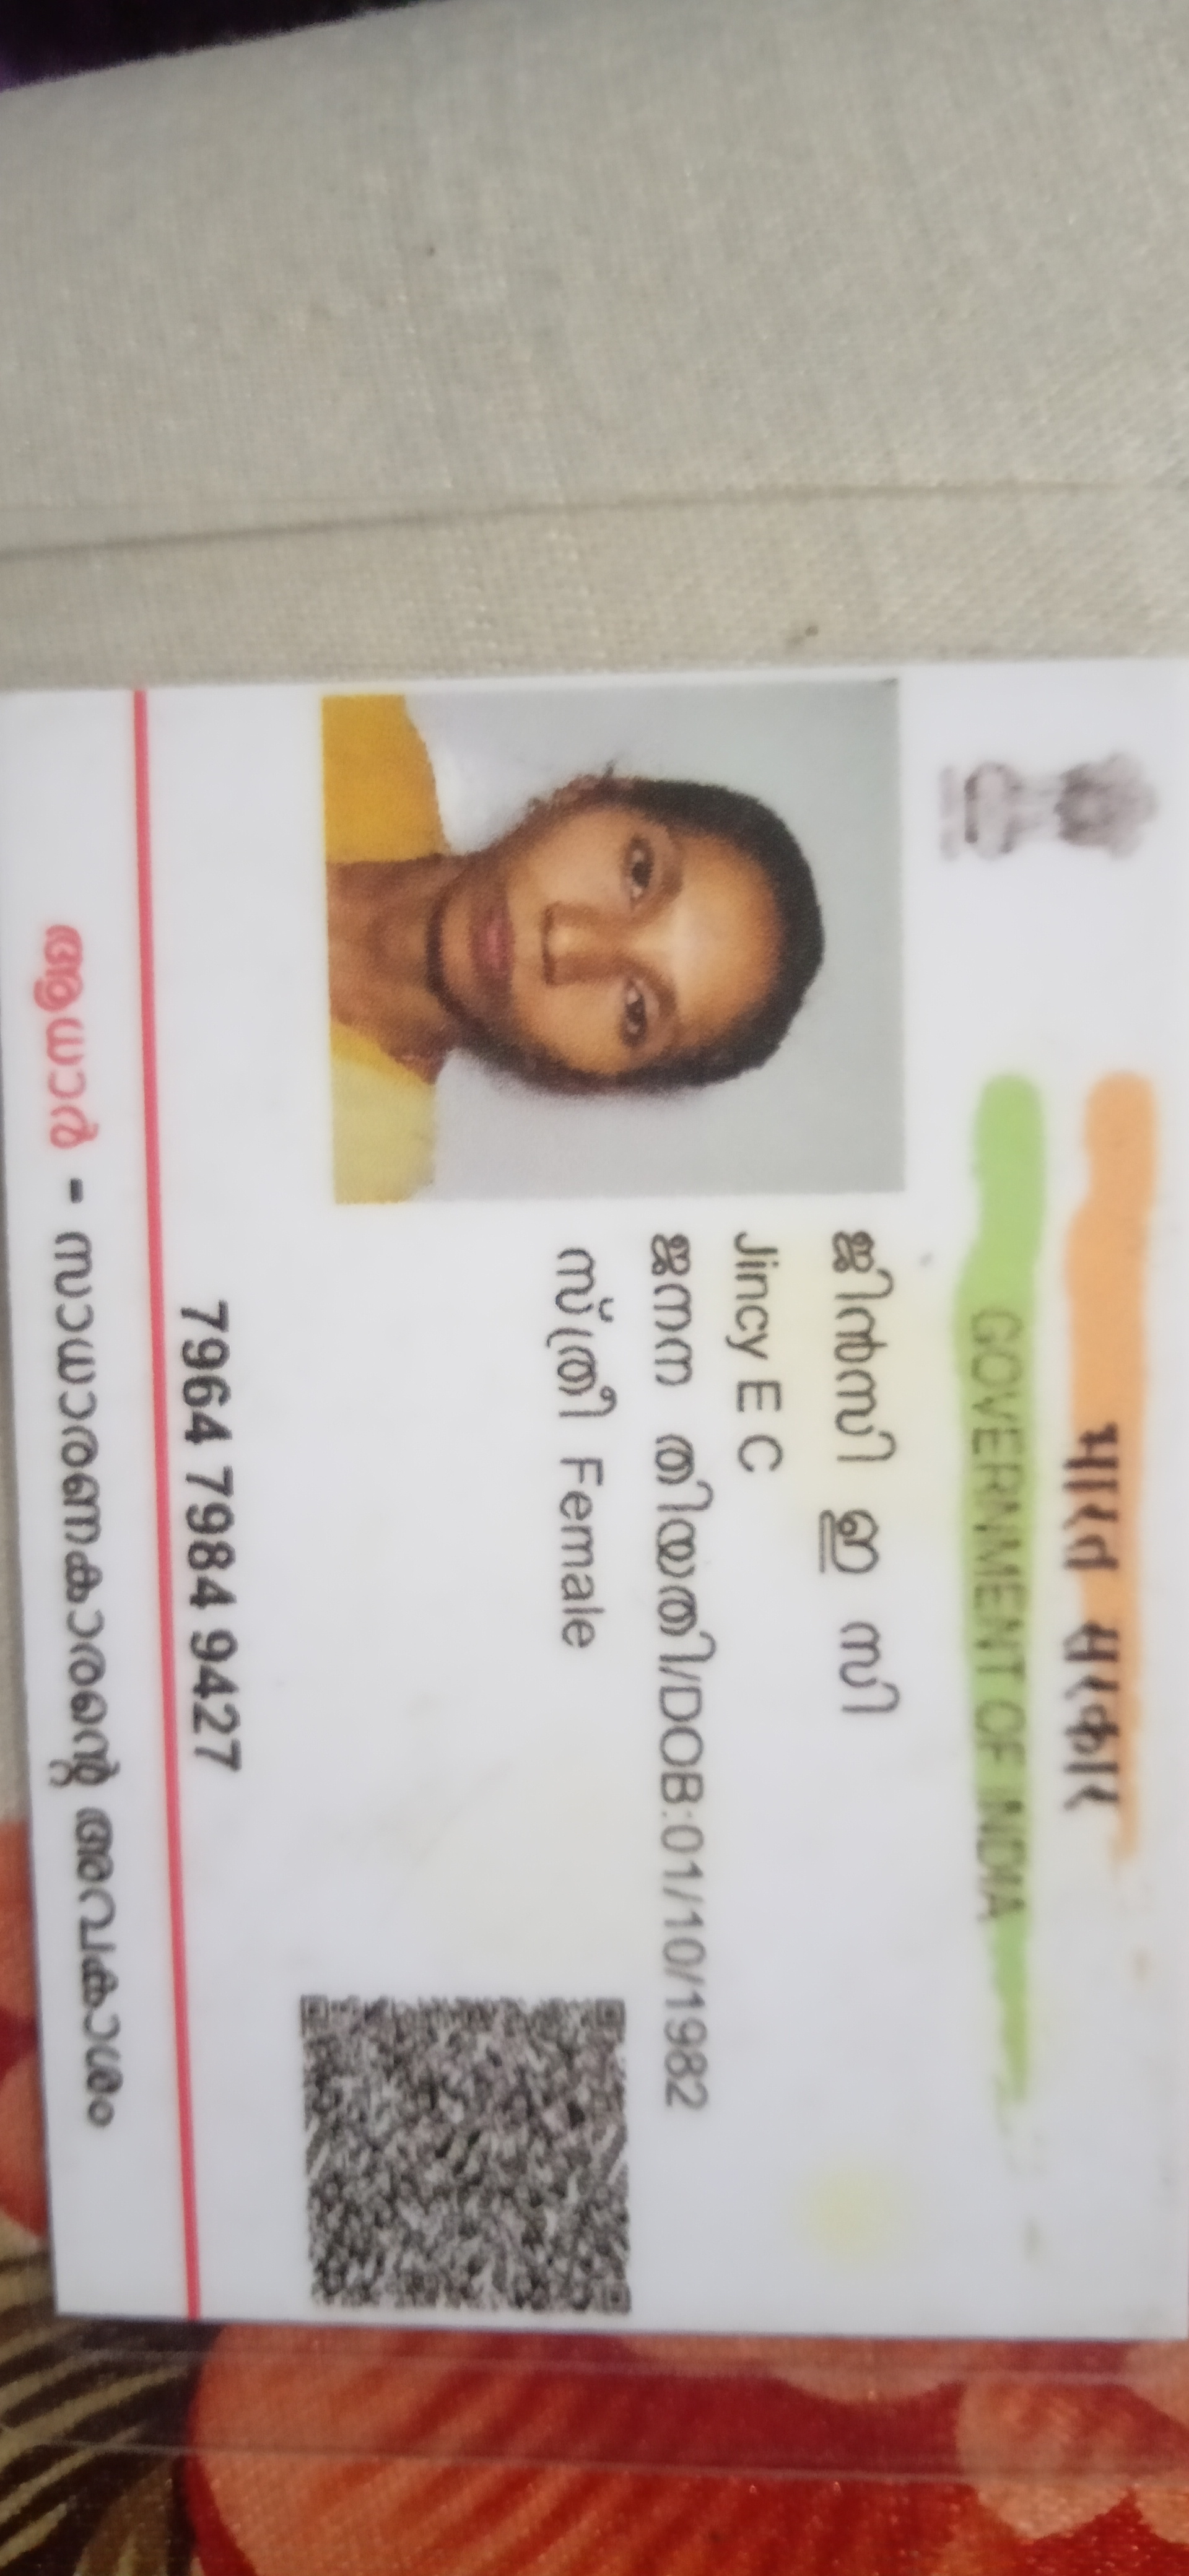 भारत सरकार
GOVERNMENT OF INDIA
ജിൻസി ഇ സി
Jincy E C
ജനന തിയതി/DOB:01/10/1982
സ്ത്രീ Female
7964 7984 9427
ആധാർ - സാധാരണക്കാരന്റെ അവകാശം